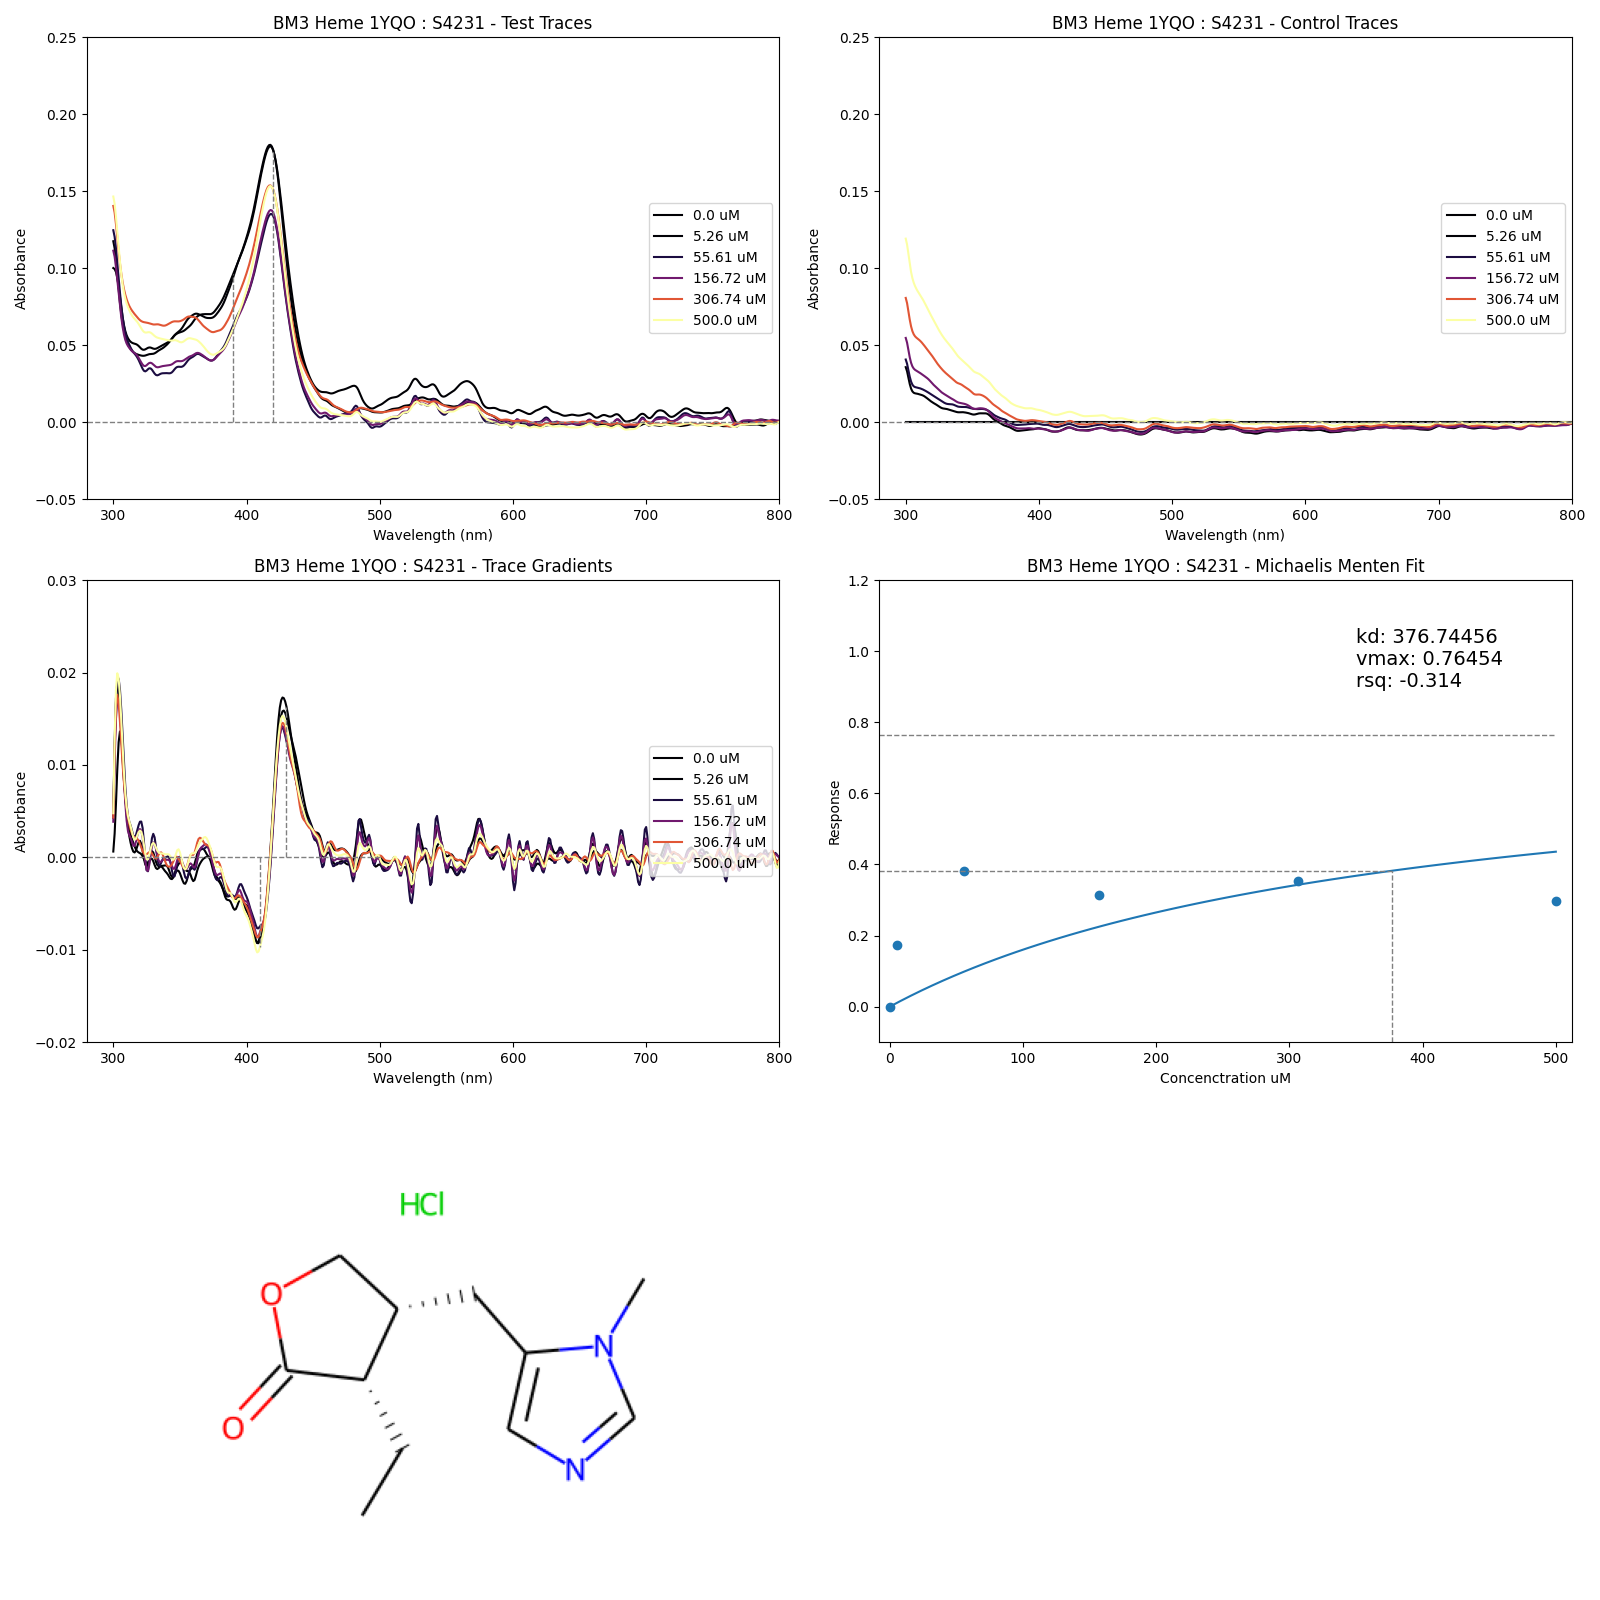 BM3 Heme 1YQO : S4231 - Test Traces
0.25
0.20
0.15
0.10
0.05
0.00
−0.05
Absorbance
300
400
500
600
700
800
Wavelength (nm)
0.0 uM
5.26 uM
55.61 uM
156.72 uM
306.74 uM
500.0 uM
BM3 Heme 1YQO : S4231 - Control Traces
0.25
0.20
0.15
0.10
0.05
0.00
−0.05
Absorbance
300
400
500
600
700
800
Wavelength (nm)
0.0 uM
5.26 uM
55.61 uM
156.72 uM
306.74 uM
500.0 uM
BM3 Heme 1YQO : S4231 - Trace Gradients
0.03
0.02
0.01
0.00
−0.01
−0.02
Absorbance
300
400
500
600
700
800
Wavelength (nm)
0.0 uM
5.26 uM
55.61 uM
156.72 uM
306.74 uM
500.0 uM
BM3 Heme 1YQO : S4231 - Michaelis Menten Fit
1.2
1.0
0.8
0.6
0.4
0.2
0.0
Response
kd: 376.74456
vmax: 0.76454
rsq: -0.314
0
100
200
300
400
500
Concenctration uM
HCl
O
O
N
N